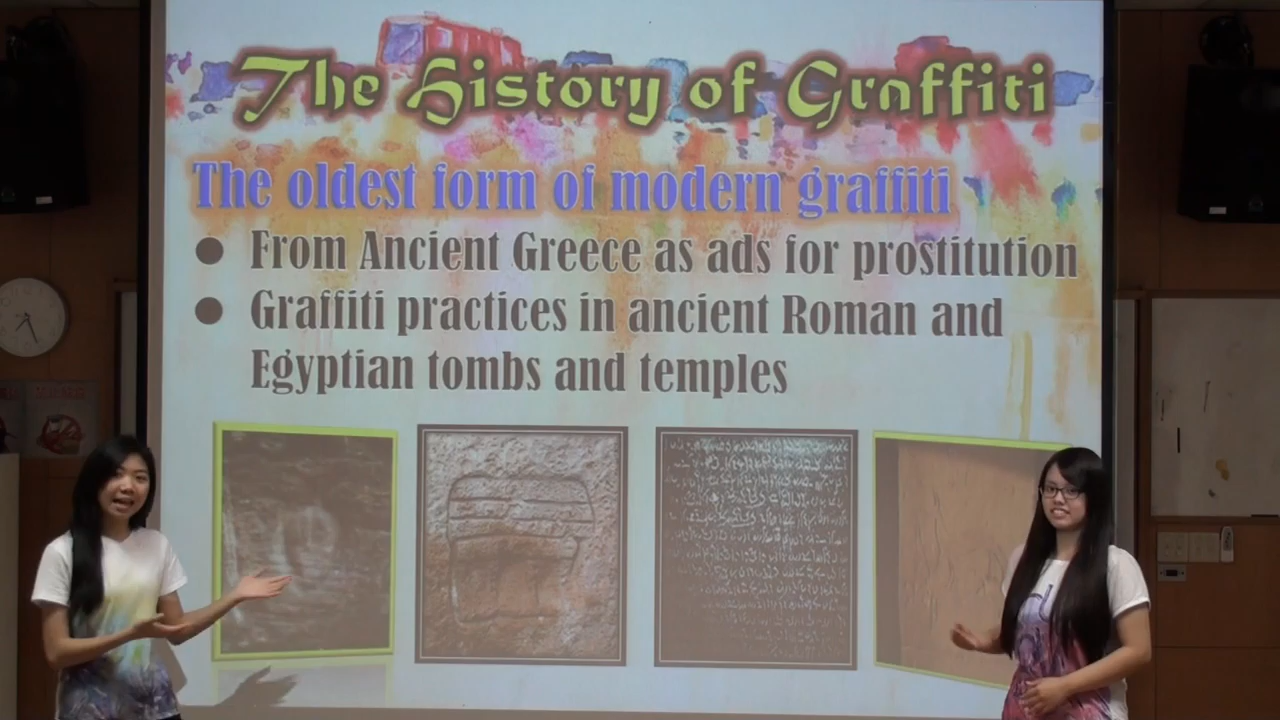 The History of Graffiti
The oldest form of modern graffiti
● From Ancient Greece as ads for prostitution
● Graffiti practices in ancient Roman and
Egyptian tombs and temples